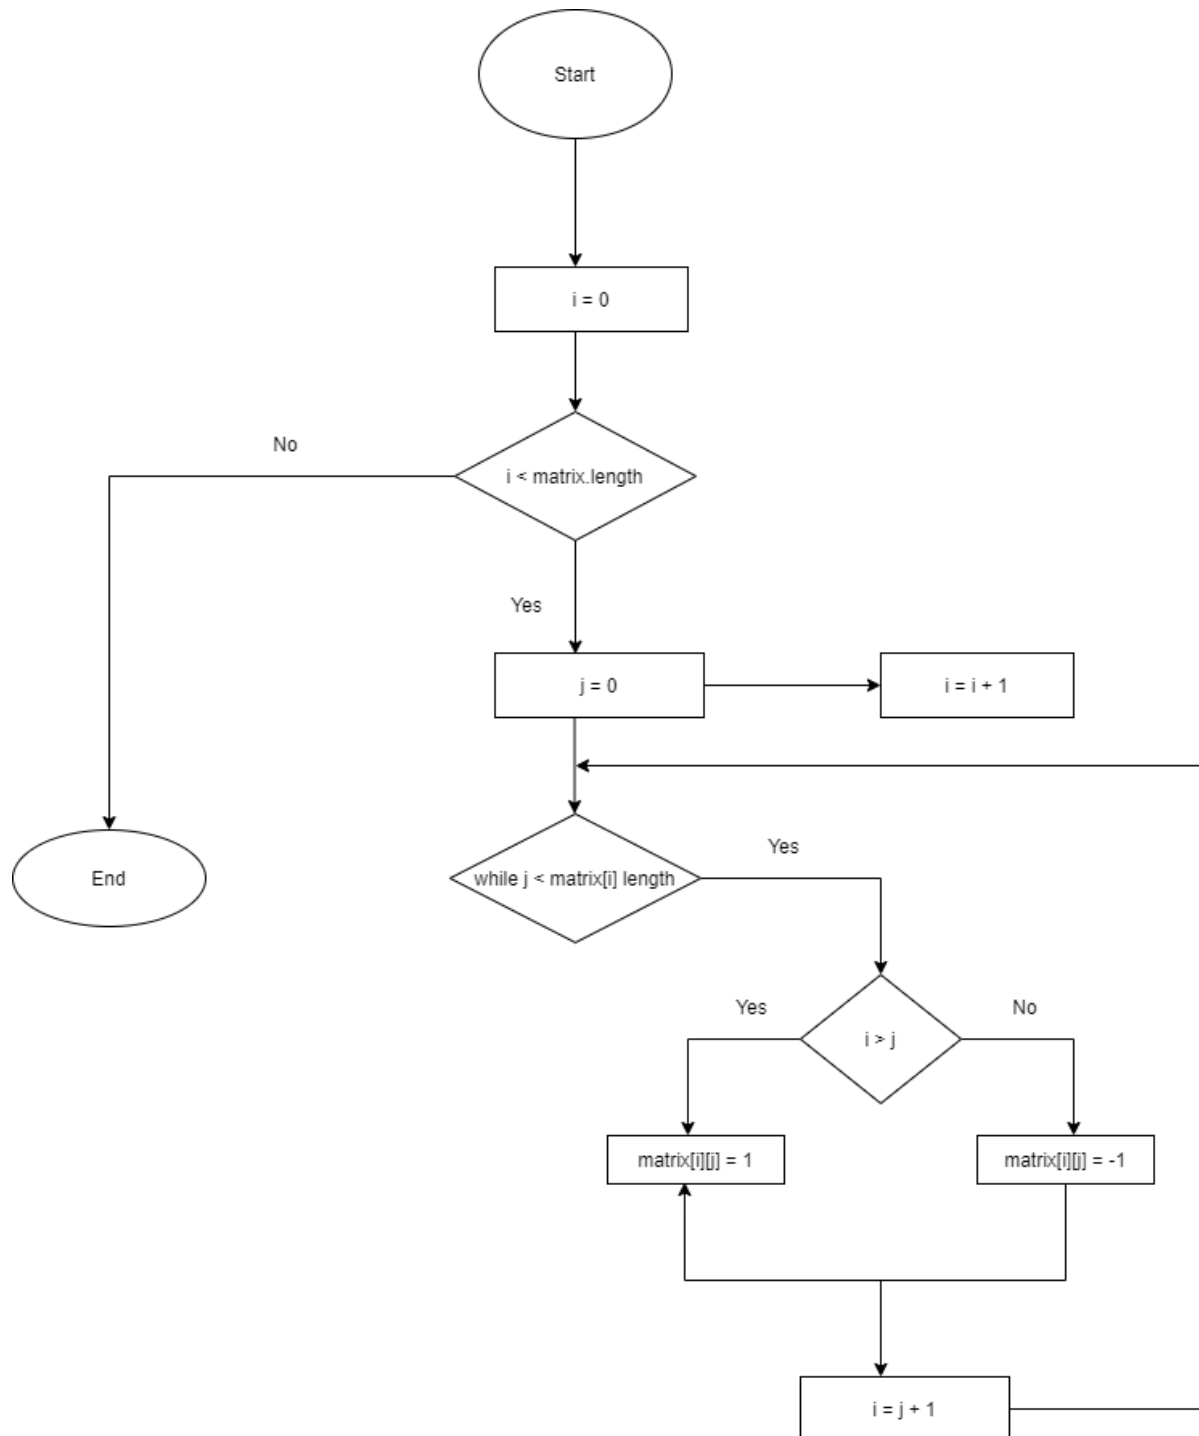 Start
i = 0
No
i < matrix.length
Yes
j = 0
i = i + 1
Yes
End
while j < matrix[i] length
Yes
No
i > j
matrix[i][j] = 1
matrix[i][j] = -1
i = j + 1